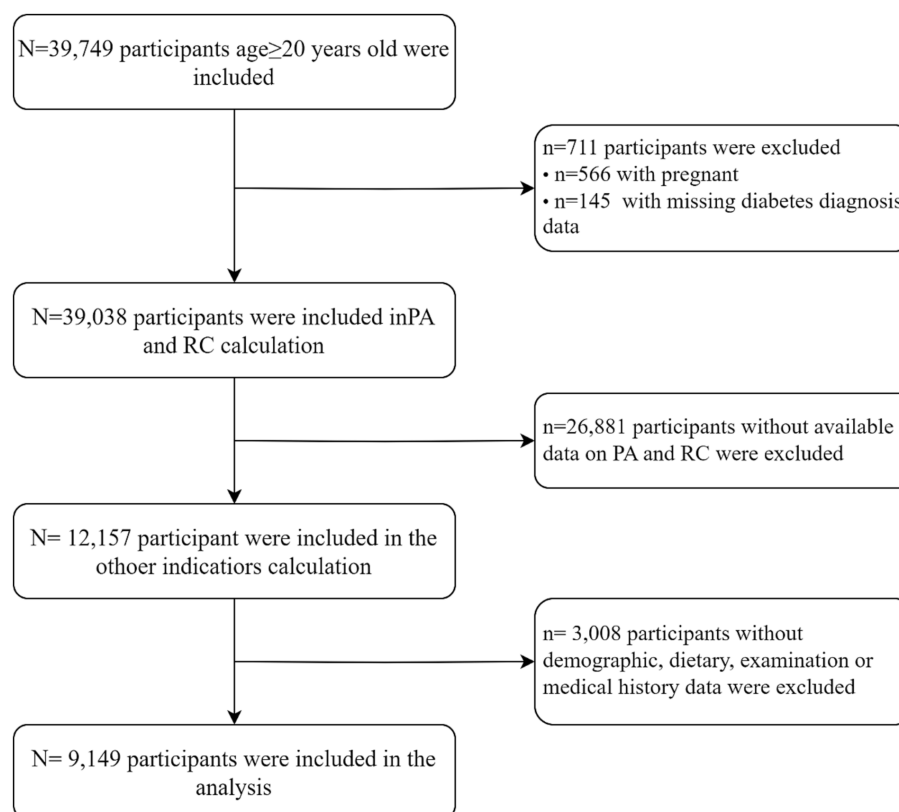 N=39,749 participants age≥20 years old were
included
n=711 participants were excluded
• n=566 with pregnant
• n=145 with missing diabetes diagnosis
data
N=39,038 participants were included inPA
and RC calculation
n=26,881 participants without available
data on PA and RC were excluded
N= 12,157 participant were included in the
othoer indicatiors calculation
n= 3,008 participants without
demographic, dietary, examination or
medical history data were excluded
N= 9,149 participants were included in the
analysis